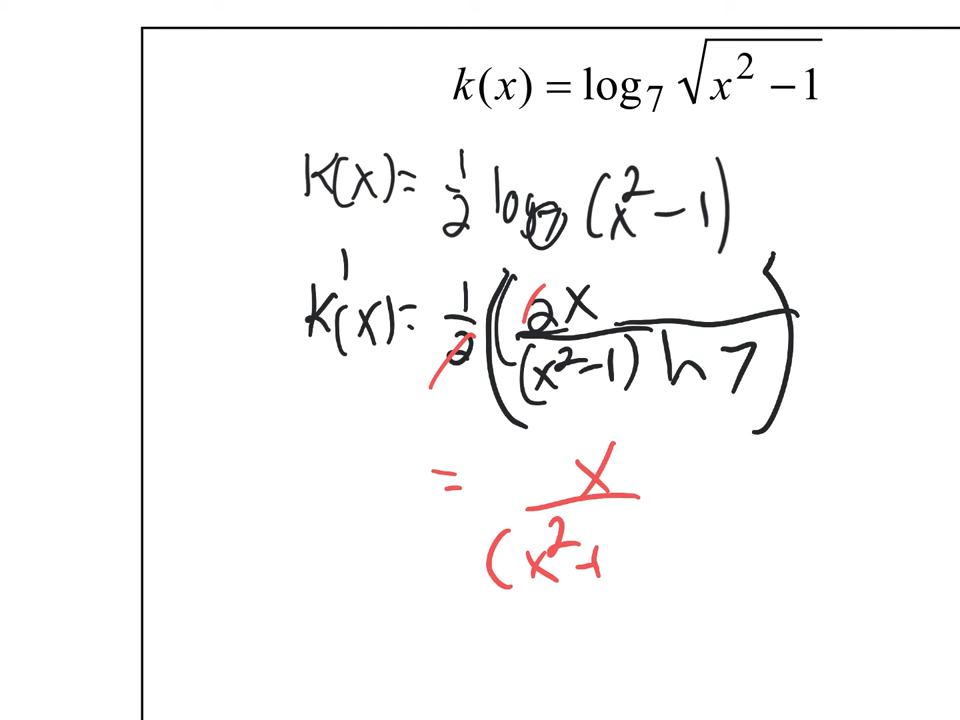 k(x) = log₇ √(x² − 1)
K(x) = 1/2 log₇ (x² − 1)
K'(x) = 1/2 (2x / (x² − 1) ln 7)
= x / (x² −1